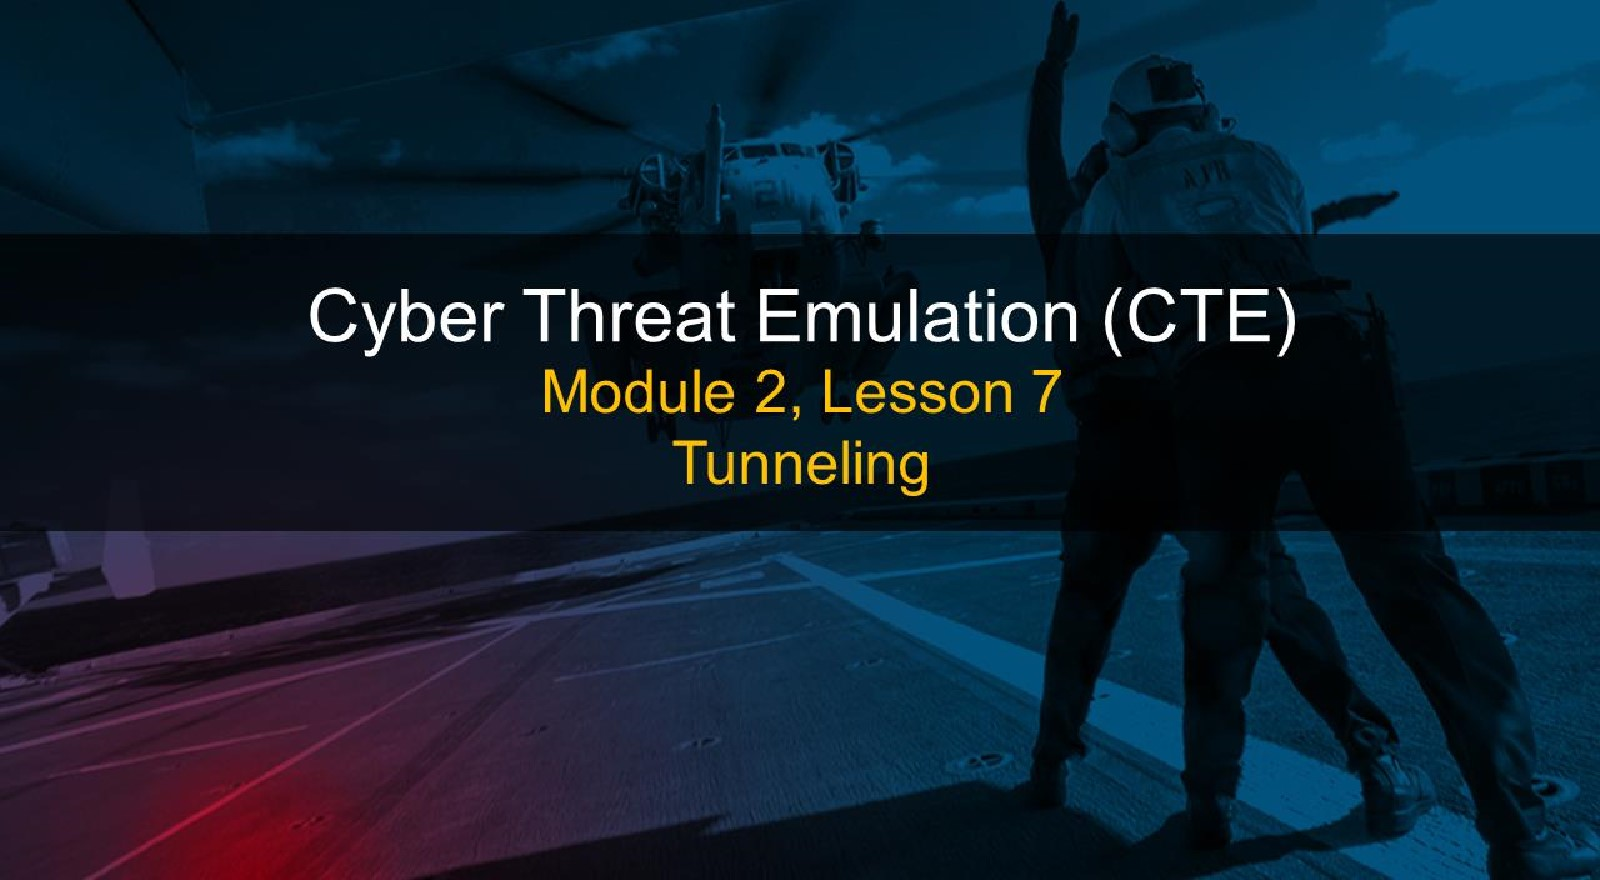 Cyber Threat Emulation (CTE)
Module 2, Lesson 7
Tunneling